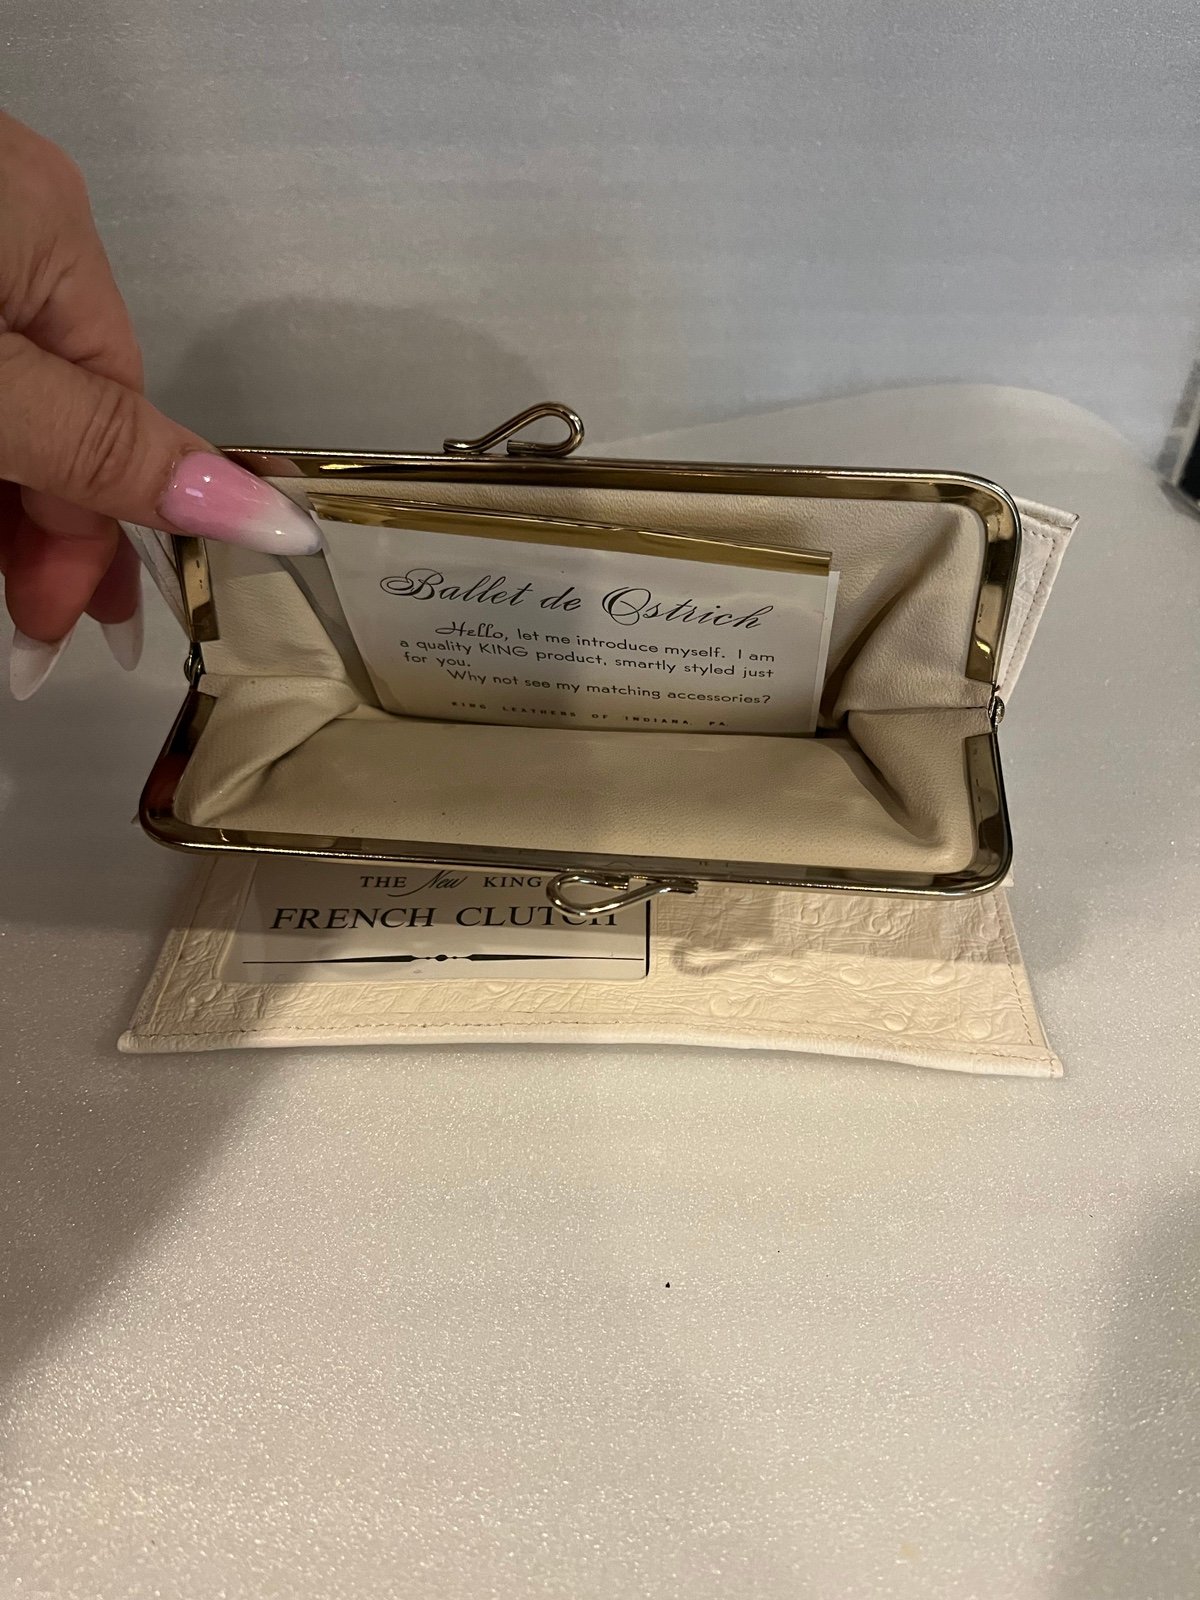 Ballet de Ostrich
Hello, let me introduce myself. I am
a quality KING product, smartly styled just
for you.
Why not see my matching accessories?
KING LEATHERS OF INDIANA, PA.
THE New KING
FRENCH CLUTCH